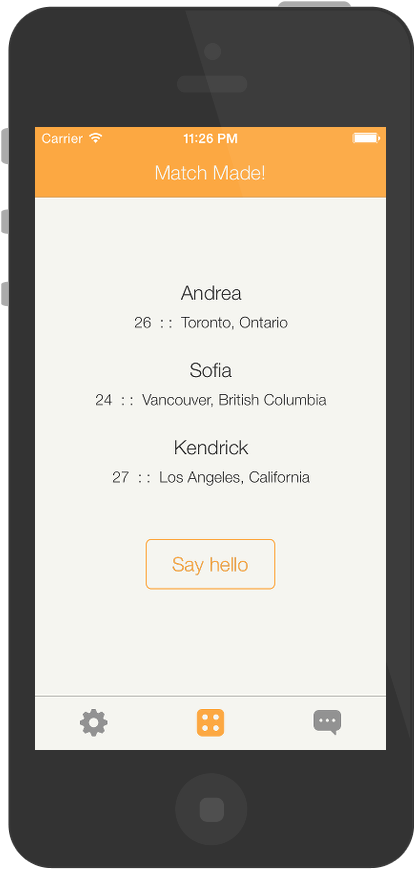 Carrier 11:26 PM
Match Made!
Andrea
26 :: Toronto, Ontario
Sofia
24 :: Vancouver, British Columbia
Kendrick
27 :: Los Angeles, California
Say hello